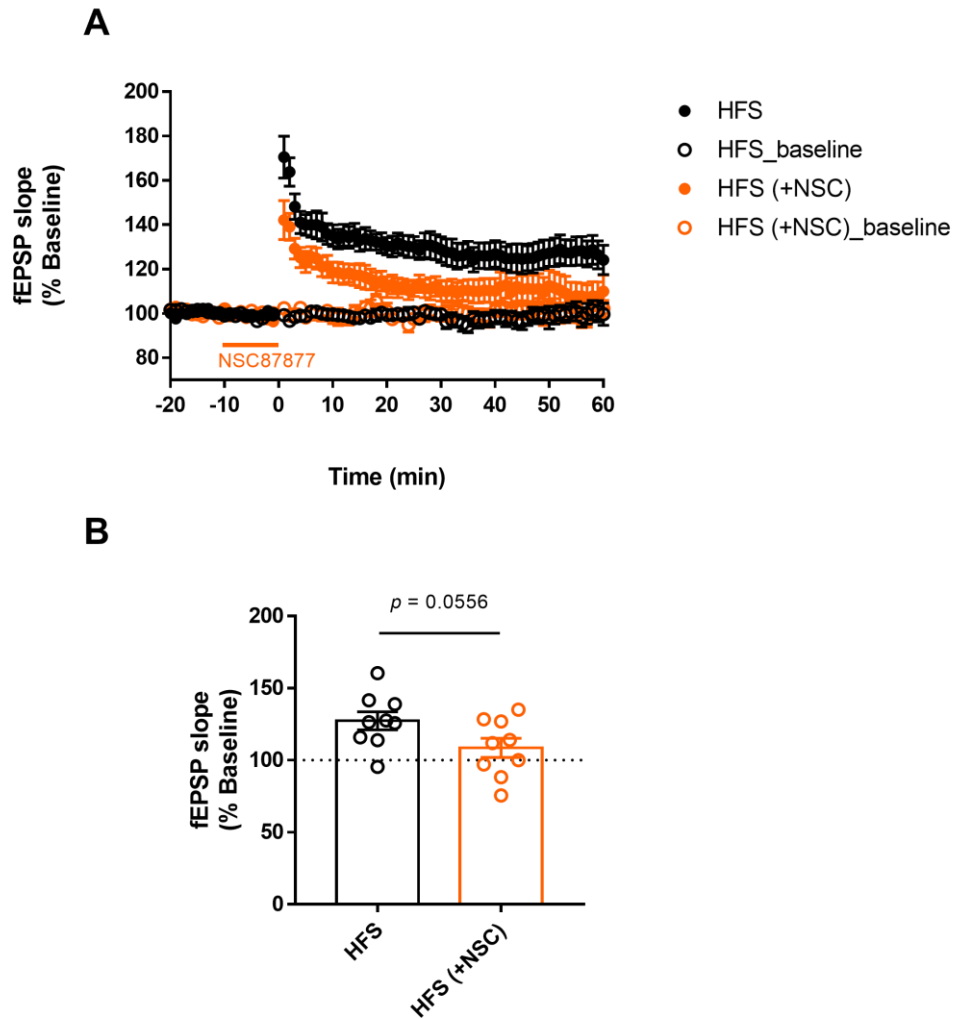 A
fEPSP slope
(% Baseline)
200
180
160
140
120
100
80
-20 -10 0 10 20 30 40 50 60
NSC87877
Time (min)
HFS
HFS_baseline
HFS (+NSC)
HFS (+NSC)_baseline
B
p = 0.0556
fEPSP slope
(% Baseline)
200
150
100
50
0
HFS
HFS (+NSC)